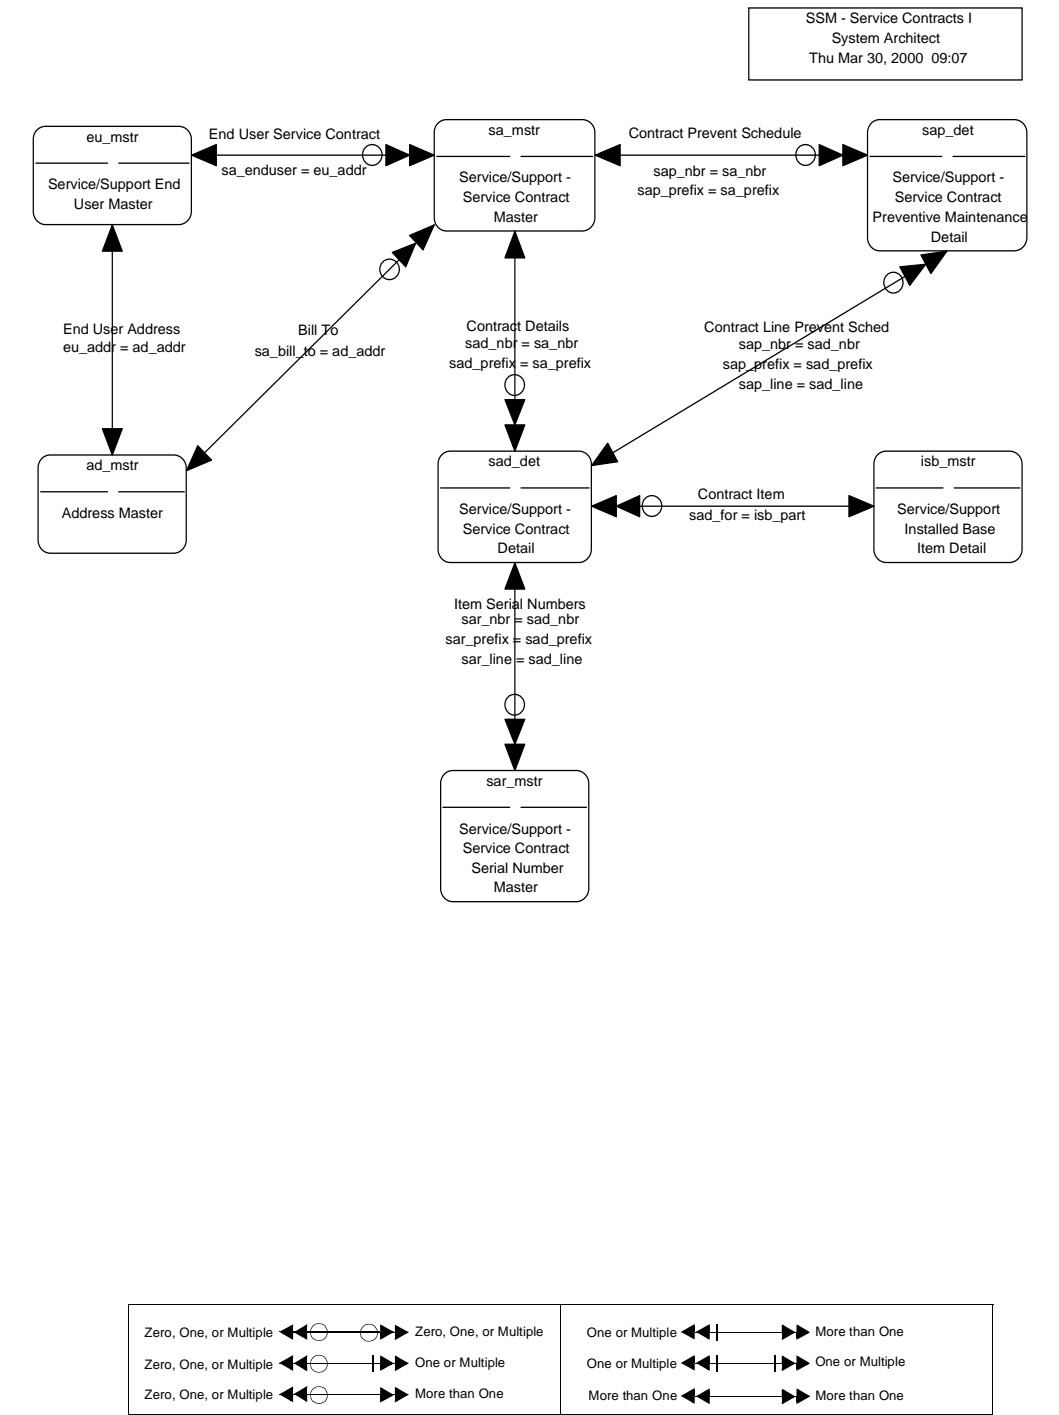 SSM - Service Contracts I
System Architect
Thu Mar 30, 2000  09:07
eu_mstr
Service/Support End
User Master
End User Service Contract
sa_enduser = eu_addr
sa_mstr
Service/Support -
Service Contract
Master
Contract Prevent Schedule
sap_nbr = sa_nbr
sap_prefix = sa_prefix
sap_det
Service/Support -
Service Contract
Preventive Maintenance
Detail
End User Address
eu_addr = ad_addr
Bill To
sa_bill_to = ad_addr
Contract Details
sad_nbr = sa_nbr
sad_prefix = sa_prefix
Contract Line Prevent Sched
sap_nbr = sad_nbr
sap_prefix = sad_prefix
sap_line = sad_line
ad_mstr
Address Master
sad_det
Service/Support -
Service Contract
Detail
Contract Item
sad_for = isb_part
isb_mstr
Service/Support
Installed Base
Item Detail
Item Serial Numbers
sar_nbr = sad_nbr
sar_prefix = sad_prefix
sar_line = sad_line
sar_mstr
Service/Support -
Service Contract
Serial Number
Master
Zero, One, or Multiple
Zero, One, or Multiple
Zero, One, or Multiple
One or Multiple
Zero, One, or Multiple
More than One
One or Multiple
More than One
One or Multiple
One or Multiple
More than One
More than One